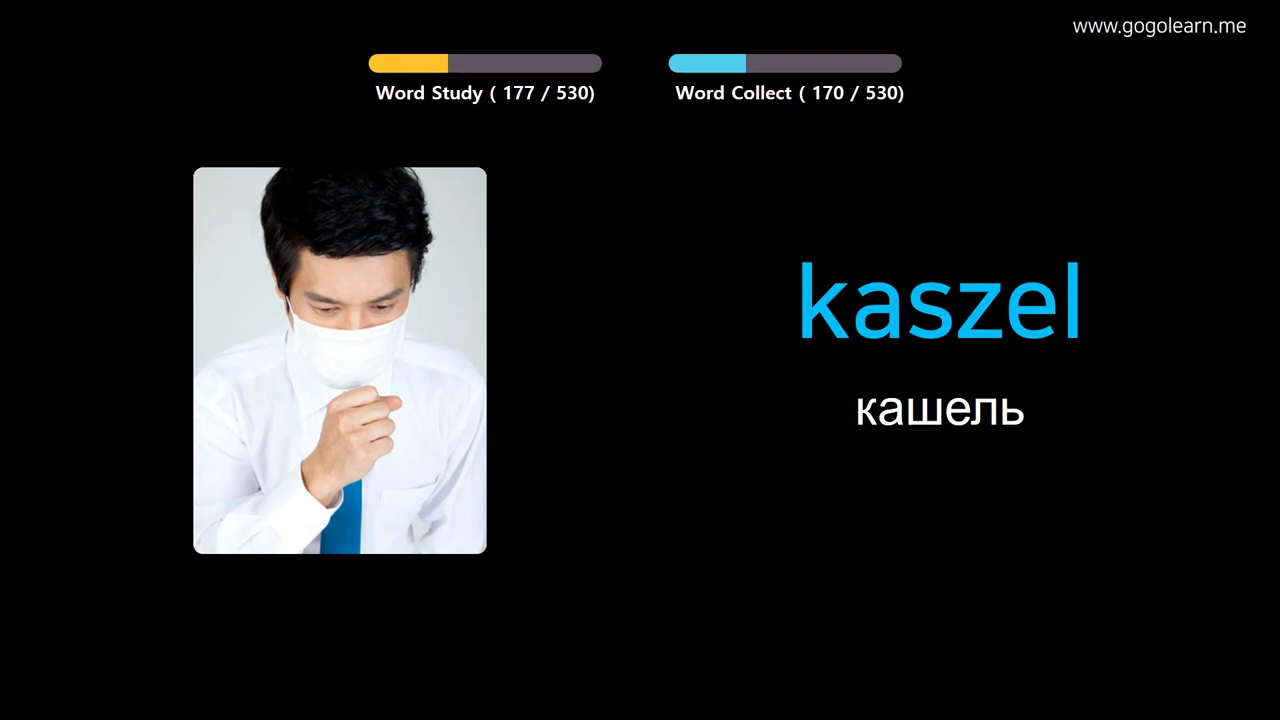 www.gogolearn.me
Word Study ( 177 / 530)
Word Collect ( 170 / 530)
kaszel
кашель